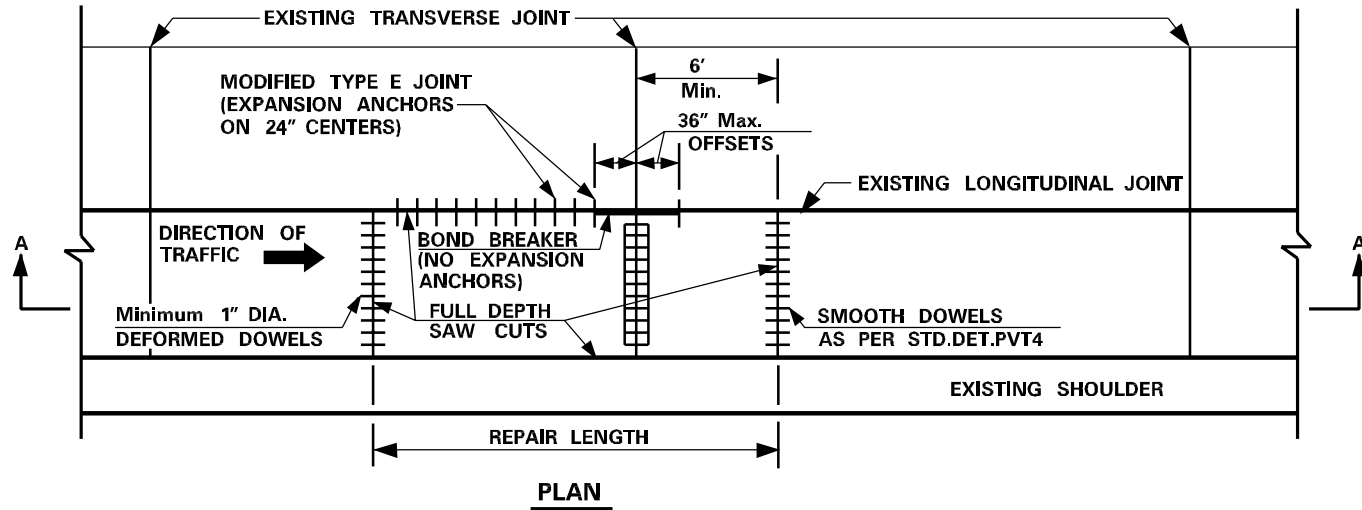 EXISTING TRANSVERSE JOINT
6'
Min.
MODIFIED TYPE E JOINT
(EXPANSION ANCHORS
ON 24" CENTERS)
36" Max.
OFFSETS
EXISTING LONGITUDINAL JOINT
A
DIRECTION OF
TRAFFIC
BOND BREAKER
(NO EXPANSION
ANCHORS)
A
Minimum 1" DIA.
DEFORMED DOWELS
FULL DEPTH
SAW CUTS
SMOOTH DOWELS
AS PER STD.DET.PVT4
EXISTING SHOULDER
REPAIR LENGTH
PLAN